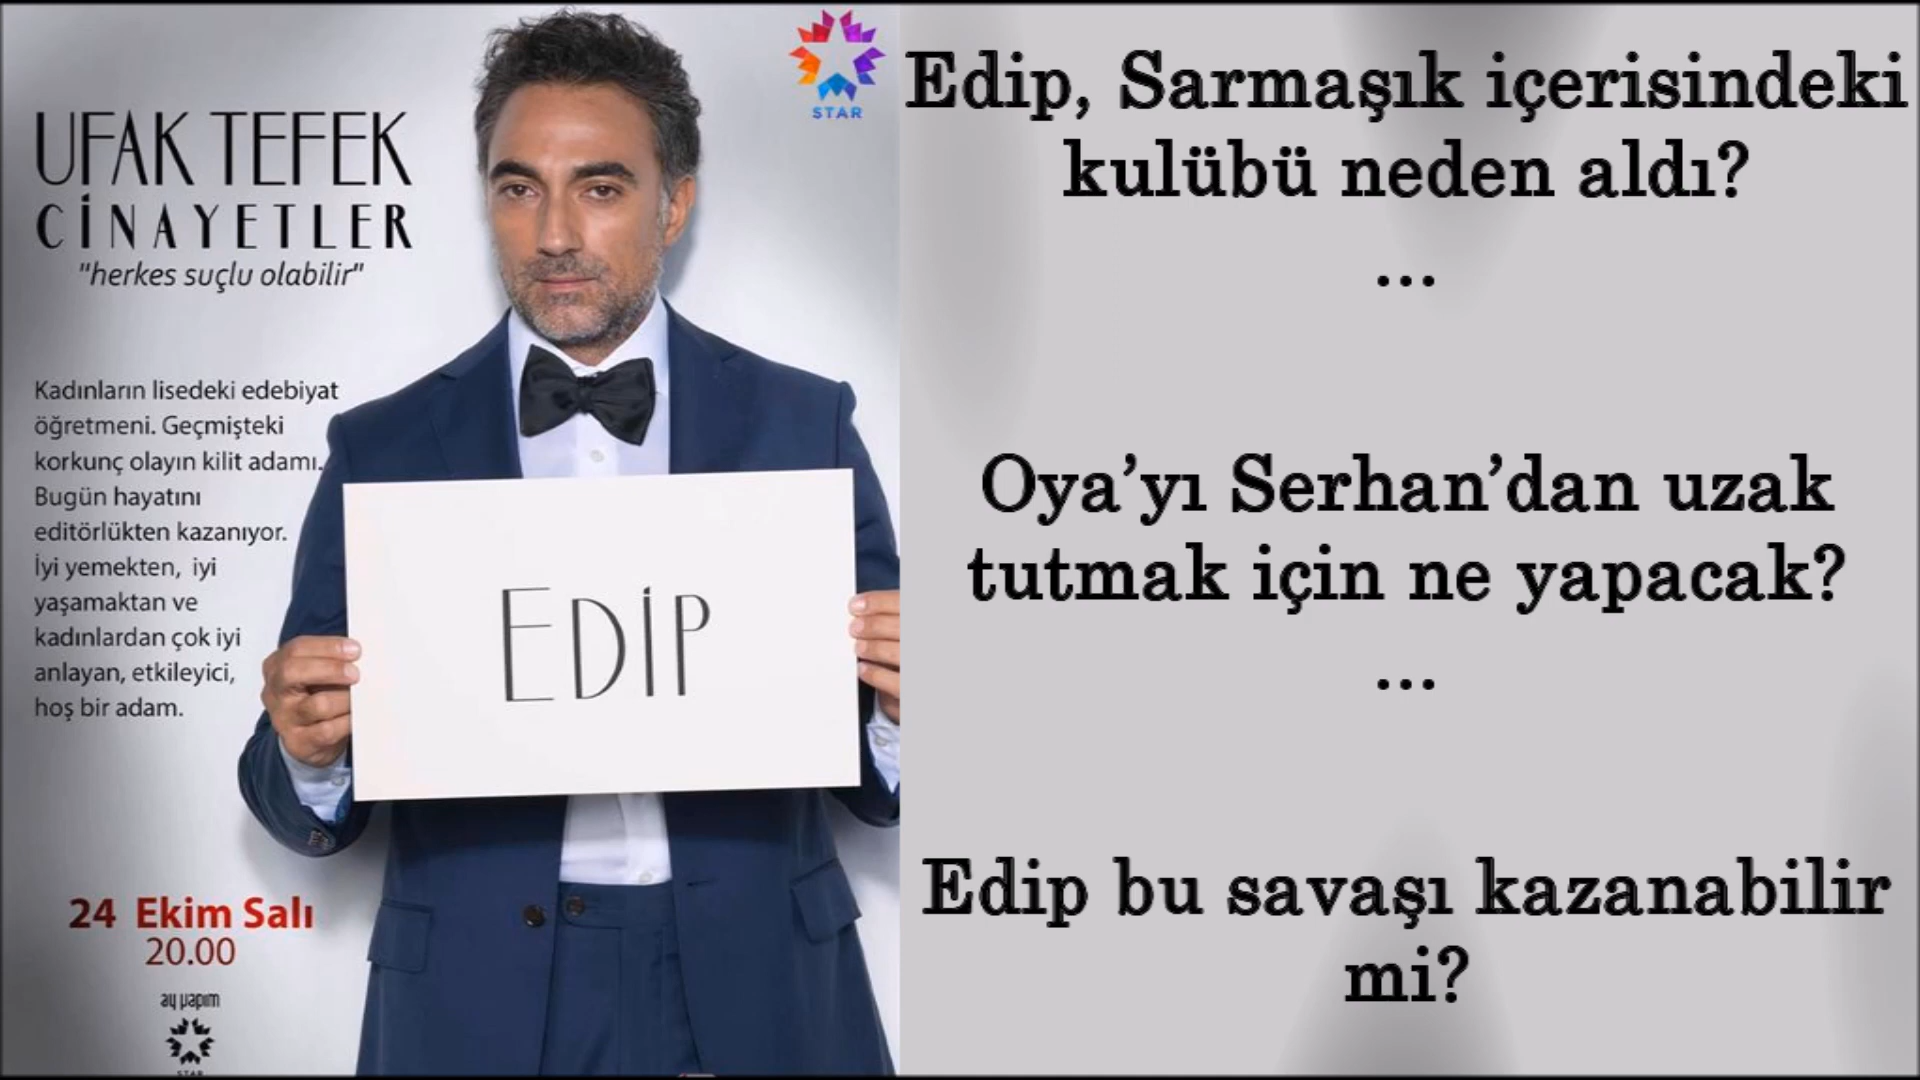 UFAK TEFEK
CİNAYETLER
"herkes suçlu olabilir"
Kadınların lisedeki edebiyat
öğretmeni. Geçmişteki
korkunç olayın kilit adamı.
Bugün hayatını
editörlükten kazanıyor.
İyi yemekten, iyi
yaşamaktan ve
kadınlardan çok iyi
anlayan, etkileyici,
hoş bir adam.
24 Ekim Salı
20.00
ay yapım
STAR
STAR
EDİP
Edip, Sarmaşık içerisindeki
kulübü neden aldı?
...
Oya’yı Serhan’dan uzak
tutmak için ne yapacak?
...
Edip bu savaşı kazanabilir
mi?